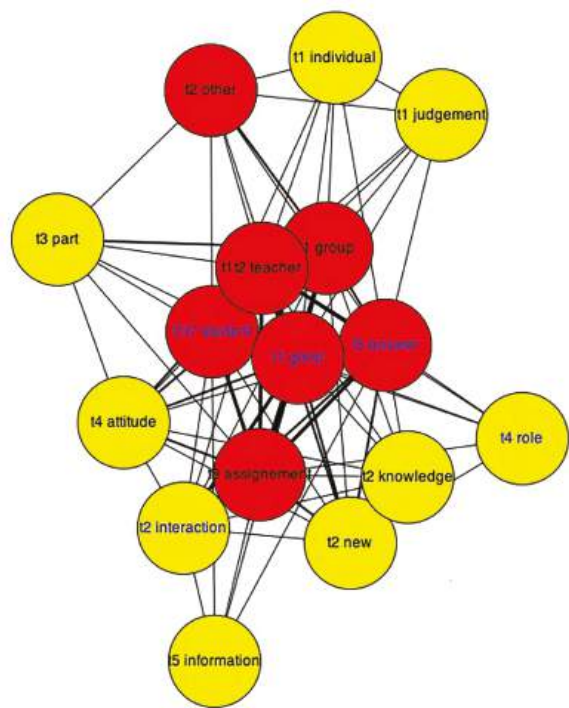 t1 individual
t2 other
t1 judgement
t3 part
group
t1 t2 teacher
answer
group
t4 attitude
t4 role
assignement
t2 knowledge
t2 interaction
t2 new
t5 information